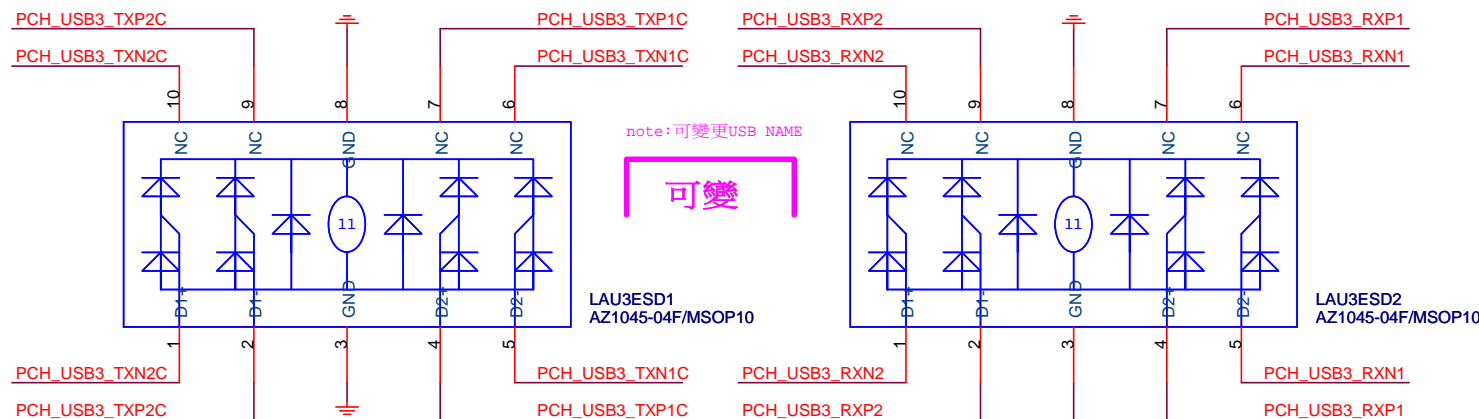 PCH_USB3_TXP2C
PCH_USB3_TXP1C
PCH_USB3_RXP2
PCH_USB3_RXP1
PCH_USB3_TXN2C
PCH_USB3_TXN1C
PCH_USB3_RXN2
PCH_USB3_RXN1
10
9
8
7
6
10
9
8
7
6
NC
NC
GND
NC
NC
NC
NC
GND
NC
NC
note:可變更USB NAME
可變
11
11
D1+
D1-
GND
D2+
D2-
D1+
D1-
GND
D2+
D2-
LAU3ESD1
AZ1045-04F/MSOP10
LAU3ESD2
AZ1045-04F/MSOP10
1
2
3
4
5
1
2
3
4
5
PCH_USB3_TXN2C
PCH_USB3_TXN1C
PCH_USB3_RXN2
PCH_USB3_RXN1
PCH_USB3_TXP2C
PCH_USB3_TXP1C
PCH_USB3_RXP2
PCH_USB3_RXP1